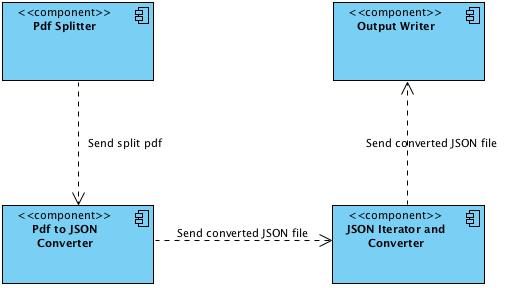 <<component>>
Pdf Splitter
<<component>>
Output Writer
Send split pdf
Send converted JSON file
<<component>>
Pdf to JSON
Converter
Send converted JSON file
<<component>>
JSON Iterator and
Converter